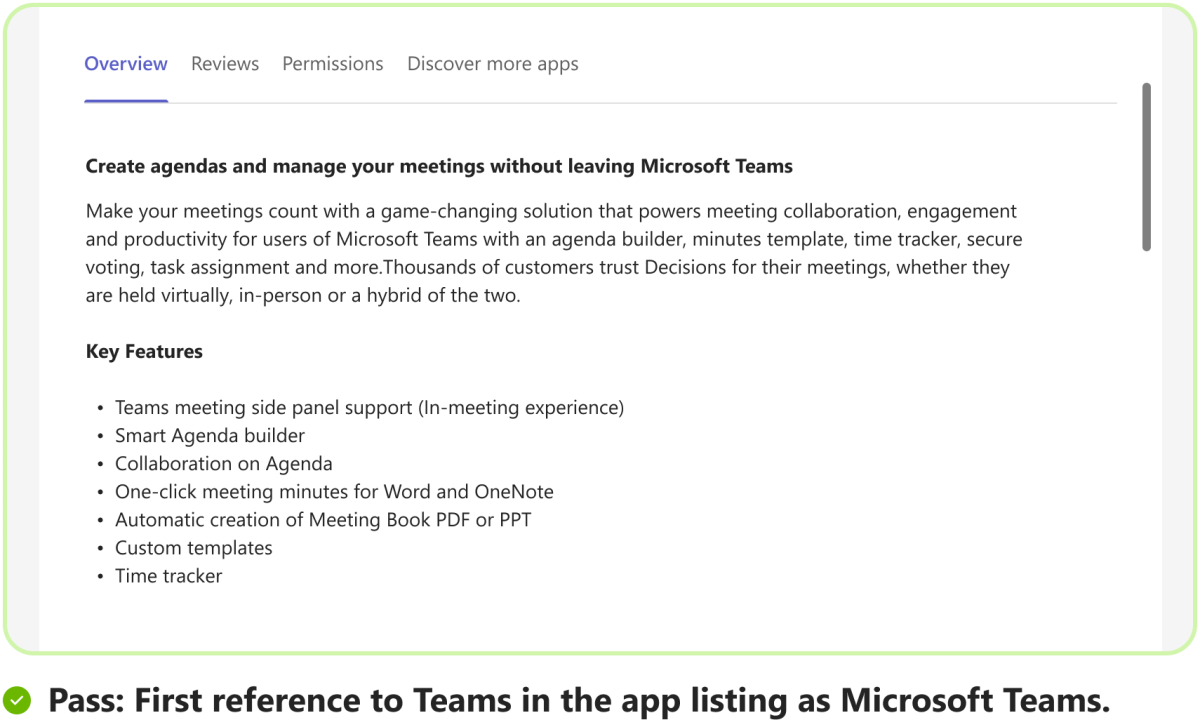 Overview Reviews Permissions Discover more apps
Create agendas and manage your meetings without leaving Microsoft Teams
Make your meetings count with a game-changing solution that powers meeting collaboration, engagement
and productivity for users of Microsoft Teams with an agenda builder, minutes template, time tracker, secure
voting, task assignment and more.Thousands of customers trust Decisions for their meetings, whether they
are held virtually, in-person or a hybrid of the two.
Key Features
• Teams meeting side panel support (In-meeting experience)
• Smart Agenda builder
• Collaboration on Agenda
• One-click meeting minutes for Word and OneNote
• Automatic creation of Meeting Book PDF or PPT
• Custom templates
• Time tracker
Pass: First reference to Teams in the app listing as Microsoft Teams.